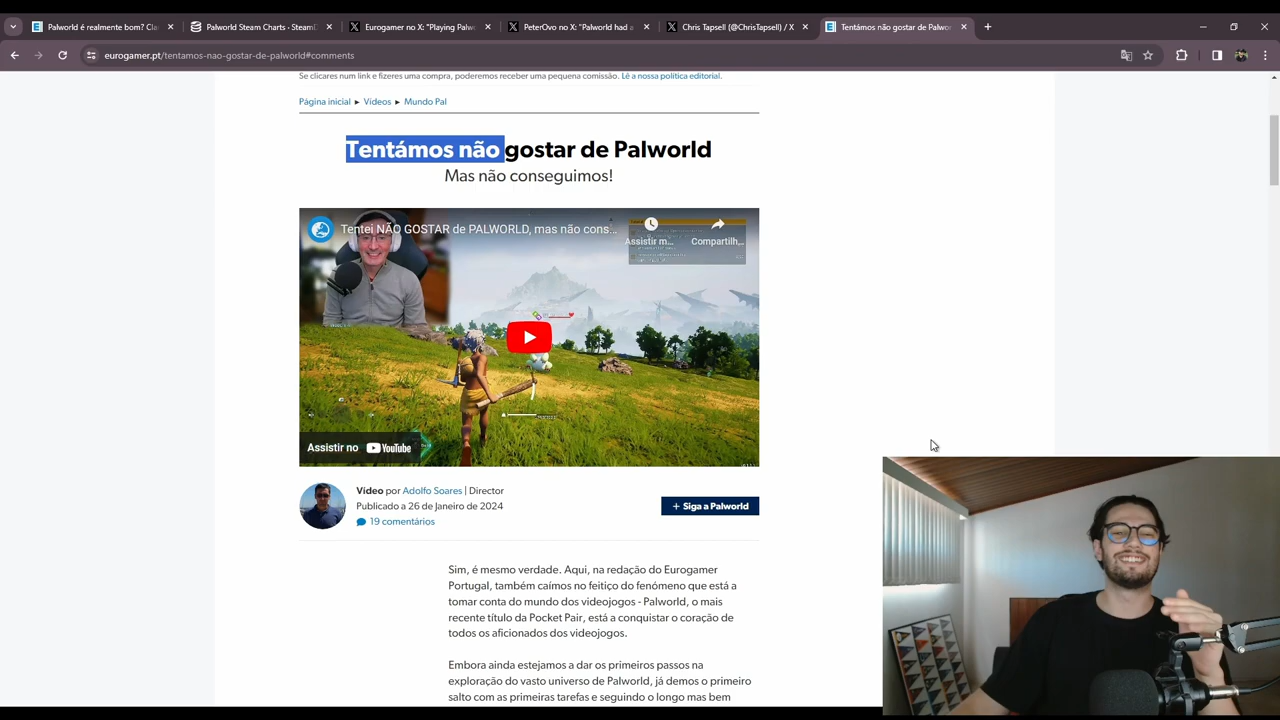 Palworld é realmente bom? Cla
Palworld Steam Charts · SteamD
Eurogamer no X: "Playing Palw
PeterOvo no X: "Palworld had a
Chris Tapsell (@ChrisTapsell) / X
Tentámos não gostar de Palwor
eurogamer.pt/tentamos-nao-gostar-de-palworld#comments
Se clicares num link e fizeres uma compra, poderemos receber uma pequena comissão. Lê a nossa política editorial.
Página inicial ► Vídeos ► Mundo Pal
Tentámos não gostar de Palworld
Mas não conseguimos!
Tentei NÃO GOSTAR de PALWORLD, mas não cons...
Assistir m...
Compartilh...
Assistir no YouTube
Vídeo por Adolfo Soares | Director
Publicado a 26 de Janeiro de 2024
+ Siga a Palworld
19 comentários
Sim, é mesmo verdade. Aqui, na redação do Eurogamer
Portugal, também caímos no feitiço do fenómeno que está a
tomar conta do mundo dos videojogos - Palworld, o mais
recente título da Pocket Pair, está a conquistar o coração de
todos os aficionados dos videojogos.
Embora ainda estejamos a dar os primeiros passos na
exploração do vasto universo de Palworld, já demos o primeiro
salto com as primeiras tarefas e seguindo o longo mas bem